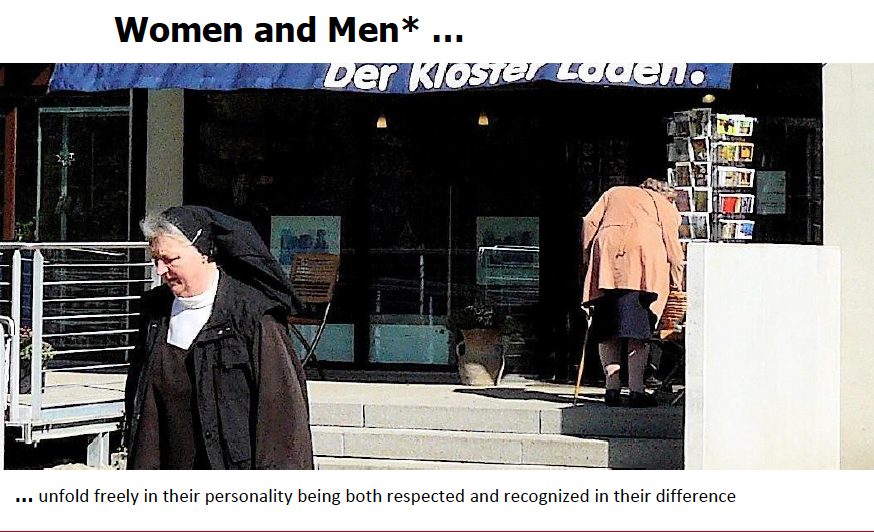 Women and Men* ...
Der Kloster Laden.
... unfold freely in their personality being both respected and recognized in their difference